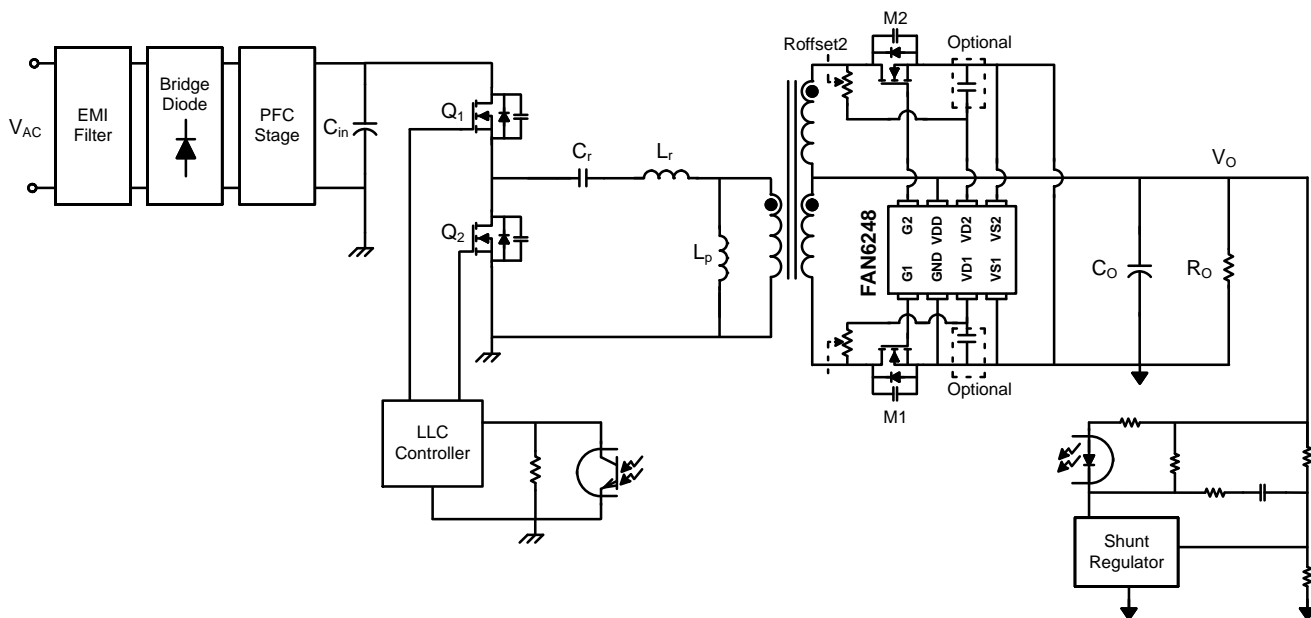 M2
Roffset2
Optional
EMI
Filter
Bridge
Diode
PFC
Stage
VAC
Cin
Q1
Cr
Lr
VO
Q2
Lp
FAN6248
G2
VDD
VD2
VS2
G1
GND
VD1
VS1
CO
RO
Optional
M1
LLC
Controller
Shunt
Regulator